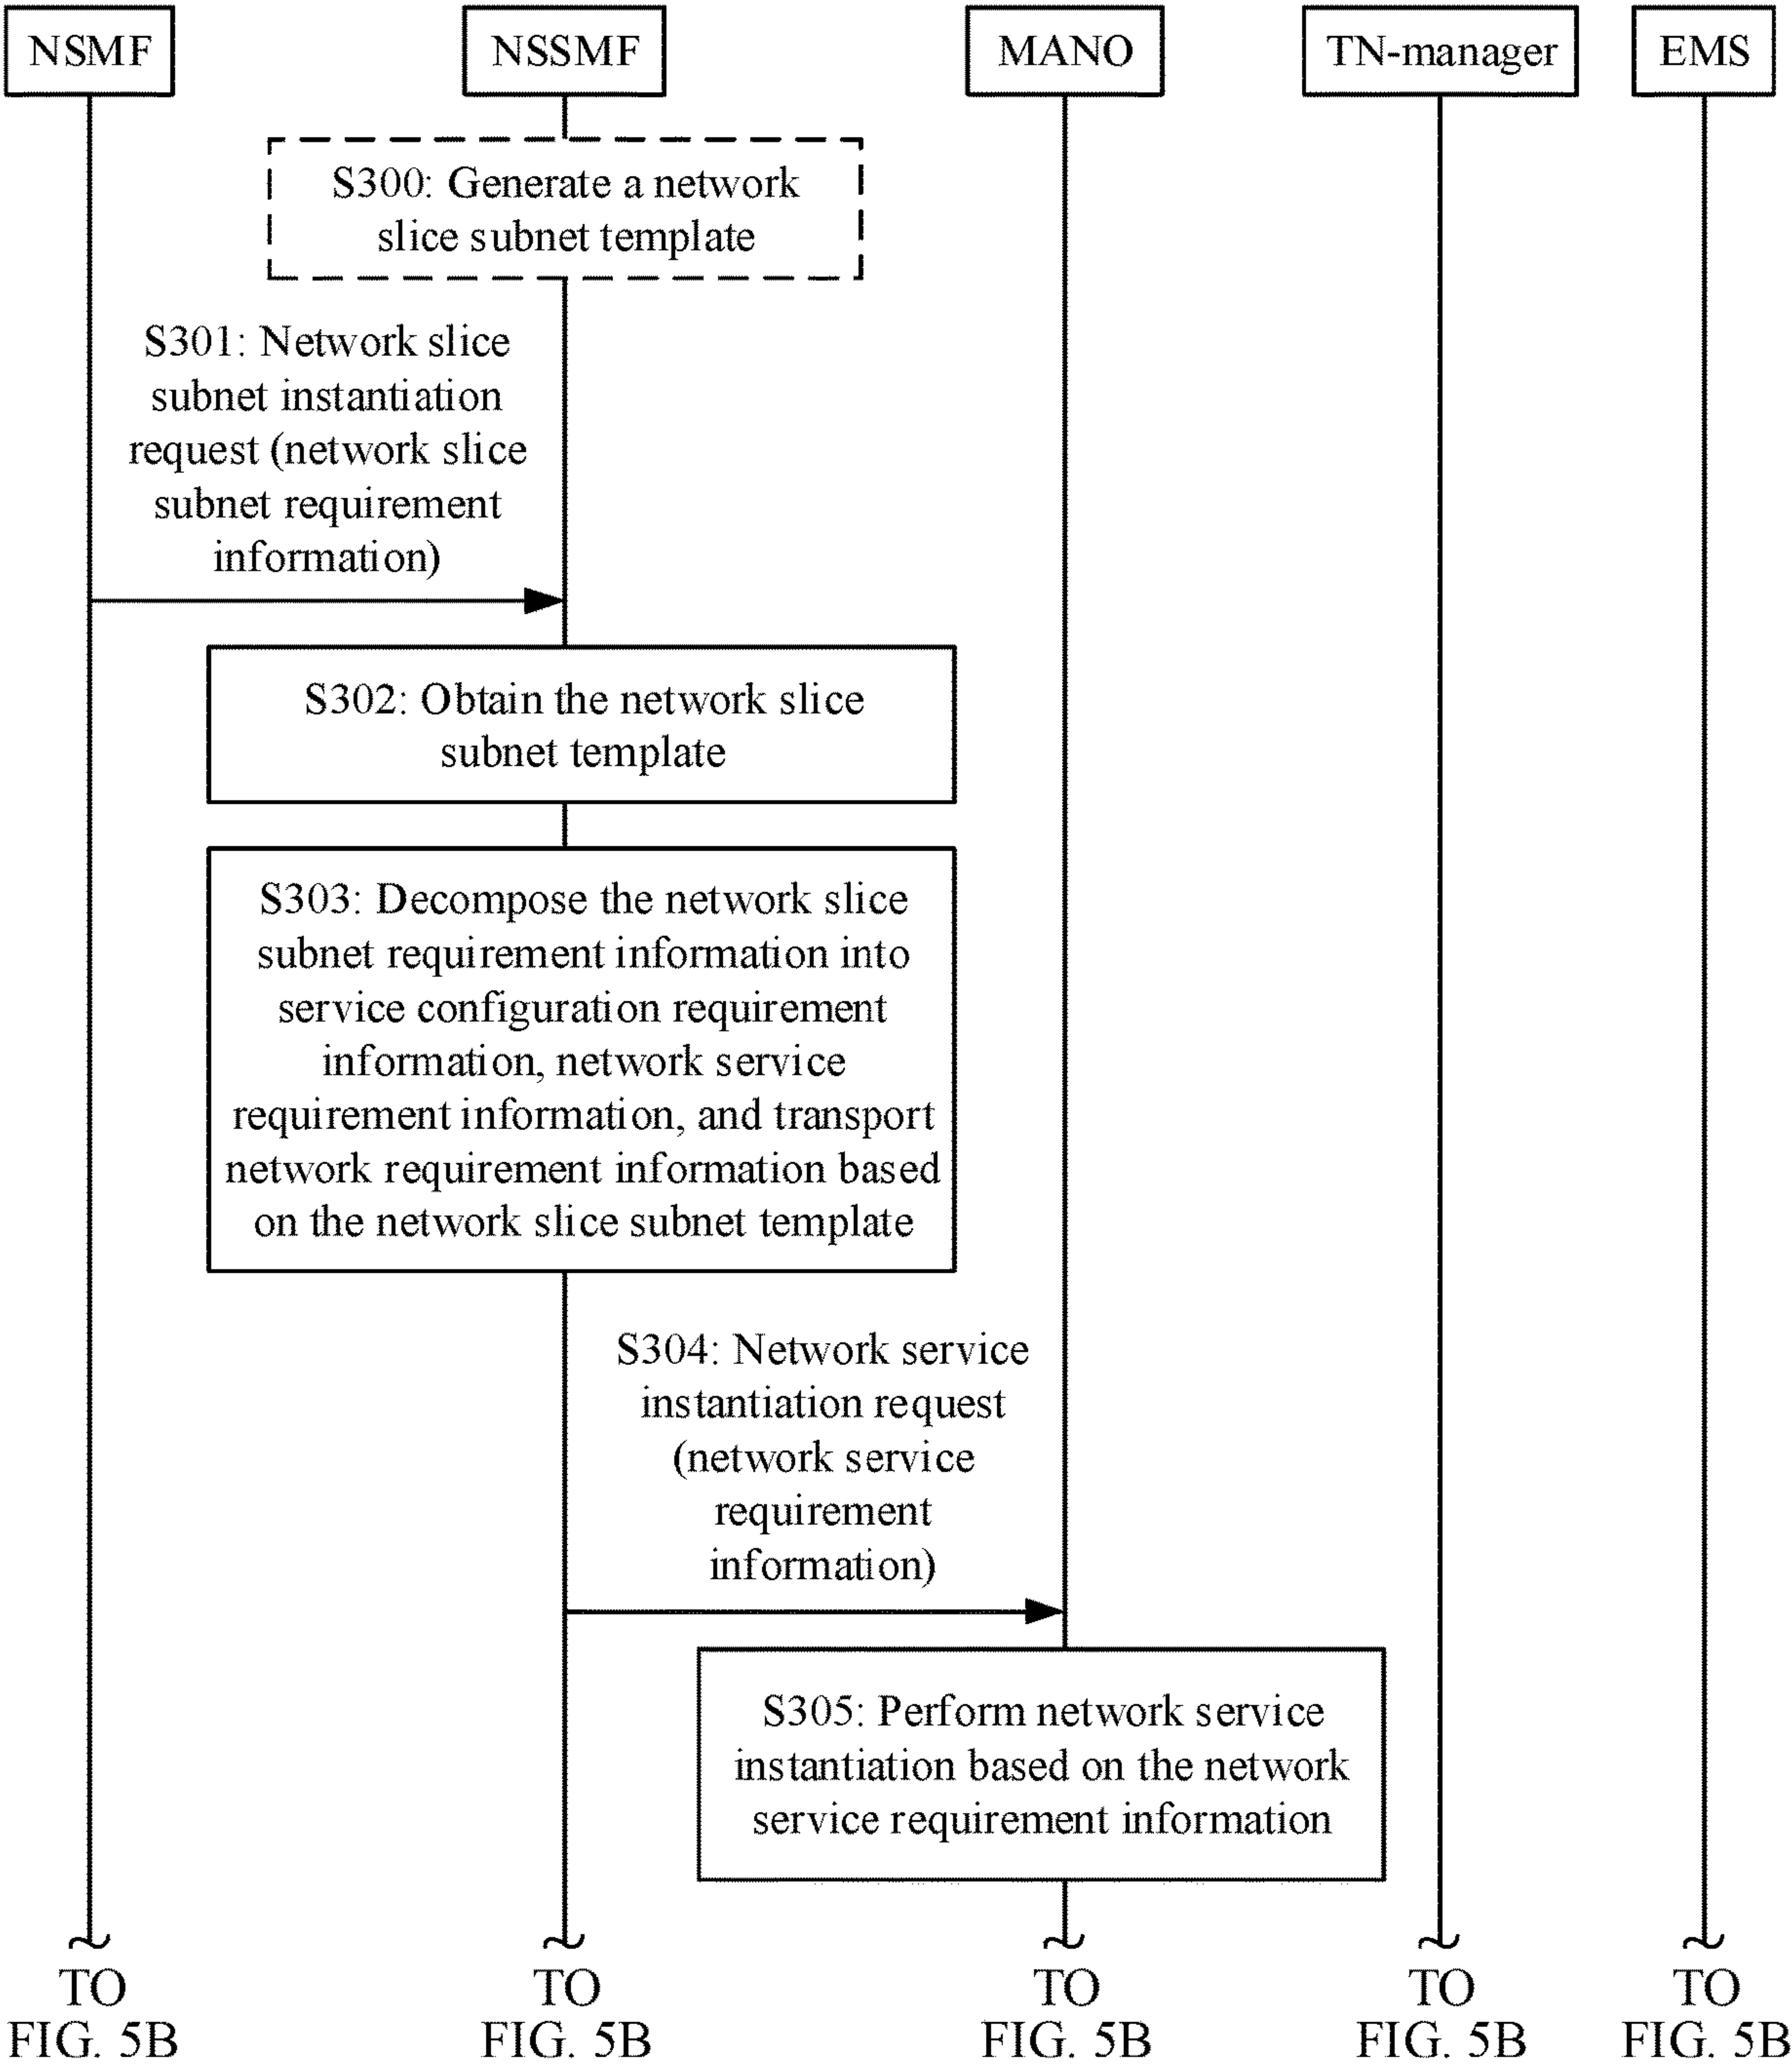 NSMF
NSSMF
MANO
TN-manager
EMS
S300: Generate a network
slice subnet template
S301: Network slice
subnet instantiation
request (network slice
subnet requirement
information)
S302: Obtain the network slice
subnet template
S303: Decompose the network slice
subnet requirement information into
service configuration requirement
information, network service
requirement information, and transport
network requirement information based
on the network slice subnet template
S304: Network service
instantiation request
(network service
requirement
information)
S305: Perform network service
instantiation based on the network
service requirement information
TO
FIG. 5B
TO
FIG. 5B
TO
FIG. 5B
TO
FIG. 5B
TO
FIG. 5B